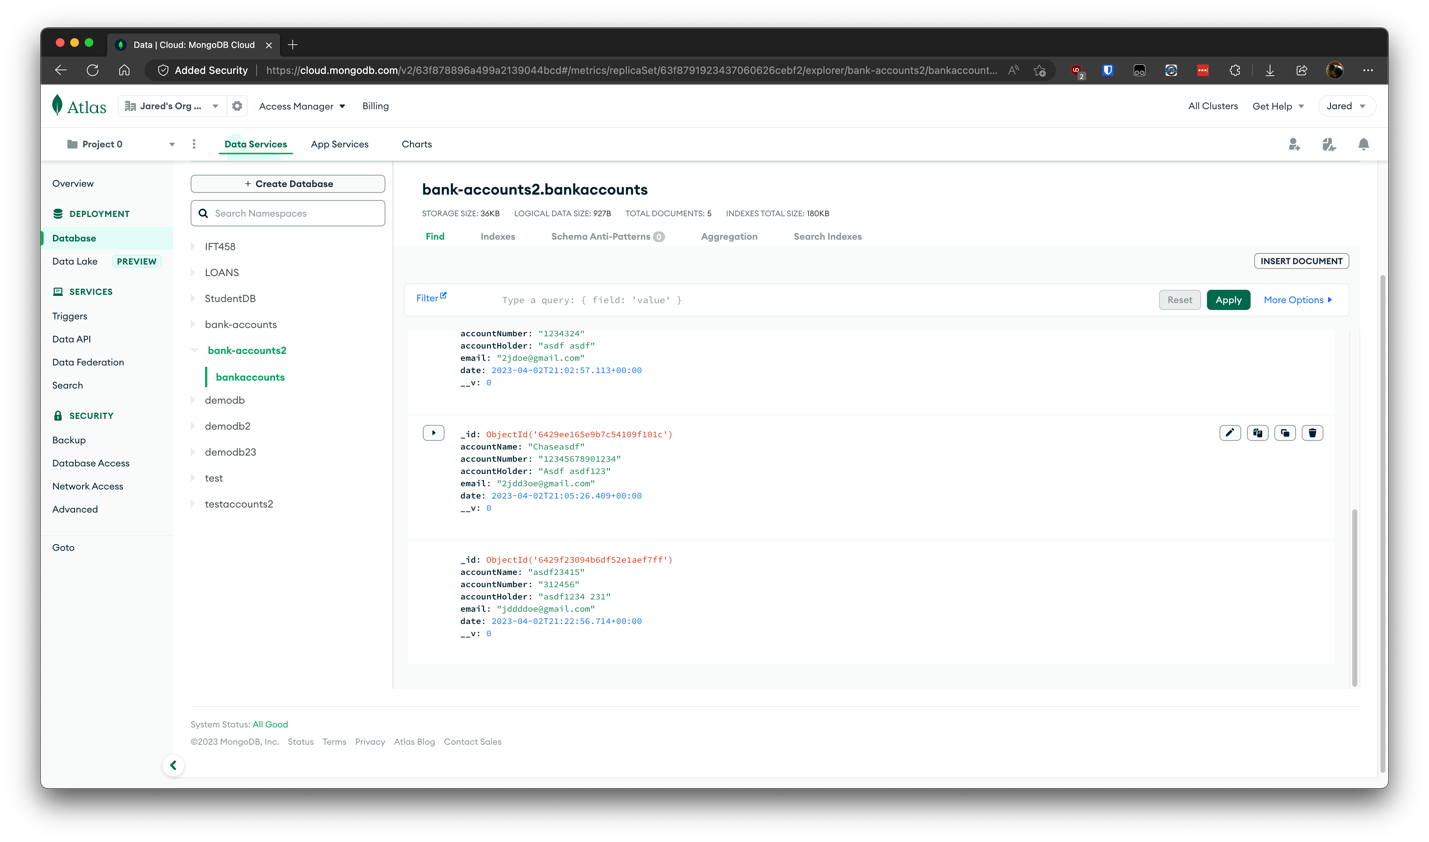 Data | Cloud: MongoDB Cloud
Added Security
https://cloud.mongodb.com/v2/63f878896a499a2139044bcd#/metrics/replicaSet/63f8791923437060626cebf2/explorer/bank-accounts2/bankaccount...
2
Atlas
Jared's Org ...
Access Manager
Billing
All Clusters
Get Help
Jared
Project 0
Data Services
App Services
Charts
Overview
DEPLOYMENT
Database
Data Lake PREVIEW
SERVICES
Triggers
Data API
Data Federation
Search
SECURITY
Backup
Database Access
Network Access
Advanced
Goto
+ Create Database
Search Namespaces
IFT458
LOANS
StudentDB
bank-accounts
bank-accounts2
bankaccounts
demodb
demodb2
demodb23
test
testaccounts2
bank-accounts2.bankaccounts
STORAGE SIZE: 36KB LOGICAL DATA SIZE: 927B TOTAL DOCUMENTS: 5 INDEXES TOTAL SIZE: 180KB
Find Indexes Schema Anti-Patterns 0 Aggregation Search Indexes
INSERT DOCUMENT
Filter Type a query: { field: 'value' } Reset Apply More Options
accountNumber: "1234324"
accountHolder: "asdf asdf"
email: "2jdoe@gmail.com"
date: 2023-04-02T21:02:57.113+00:00
__v: 0
_id: ObjectId('6429ee165e9b7c54109f101c')
accountName: "Chaseasdf"
accountNumber: "12345678901234"
accountHolder: "Asdf asdf123"
email: "2jdd3oe@gmail.com"
date: 2023-04-02T21:05:26.409+00:00
__v: 0
_id: ObjectId('6429f23094b6df52e1aef7ff')
accountName: "asdf23415"
accountNumber: "312456"
accountHolder: "asdf1234 231"
email: "jddddoe@gmail.com"
date: 2023-04-02T21:22:56.714+00:00
__v: 0
System Status: All Good
©2023 MongoDB, Inc. Status Terms Privacy Atlas Blog Contact Sales